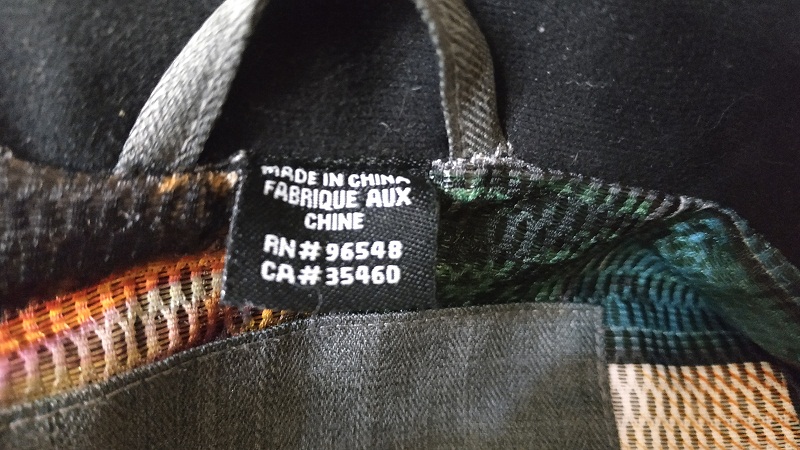 MADE IN CHINA
FABRIQUE AUX
CHINE
RN# 96548
CA# 35460